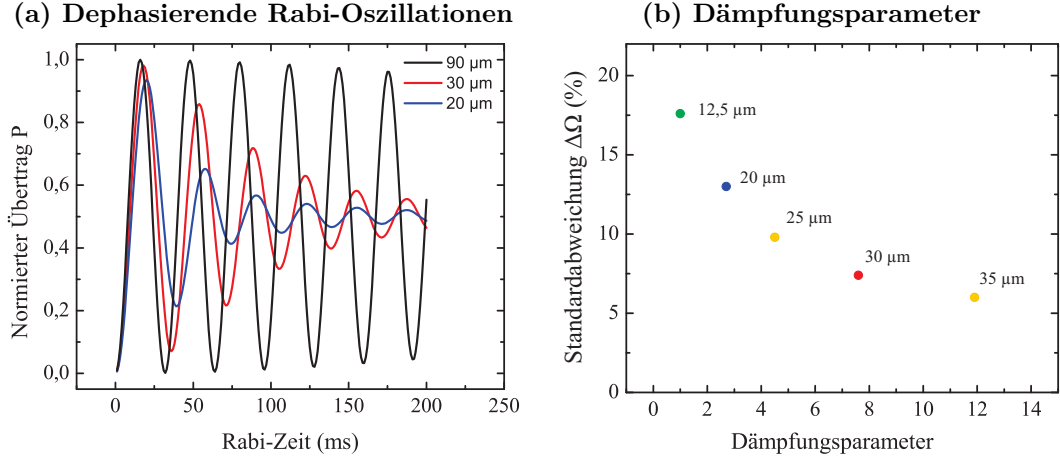 (a) Dephasierende Rabi-Oszillationen
1,0
0,8
0,6
0,4
0,2
0,0
0
50
100
150
200
250
90 µm
30 µm
20 µm
Normierter Übertrag P
Rabi-Zeit (ms)
(b) Dämpfungsparameter
20
15
10
5
0
0
2
4
6
8
10
12
14
12,5 µm
20 µm
25 µm
30 µm
35 µm
Standardabweichung ΔΩ (%)
Dämpfungsparameter